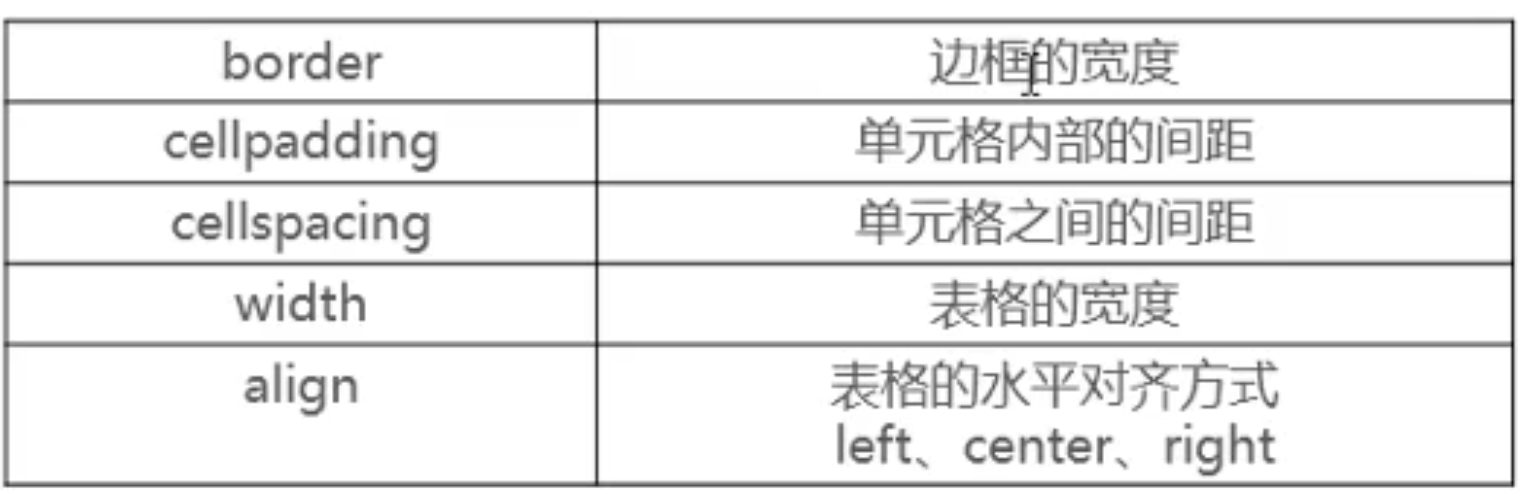 border 边框的宽度
cellpadding 单元格内部的间距
cellspacing 单元格之间的间距
width 表格的宽度
align 表格的水平对齐方式
left、center、right